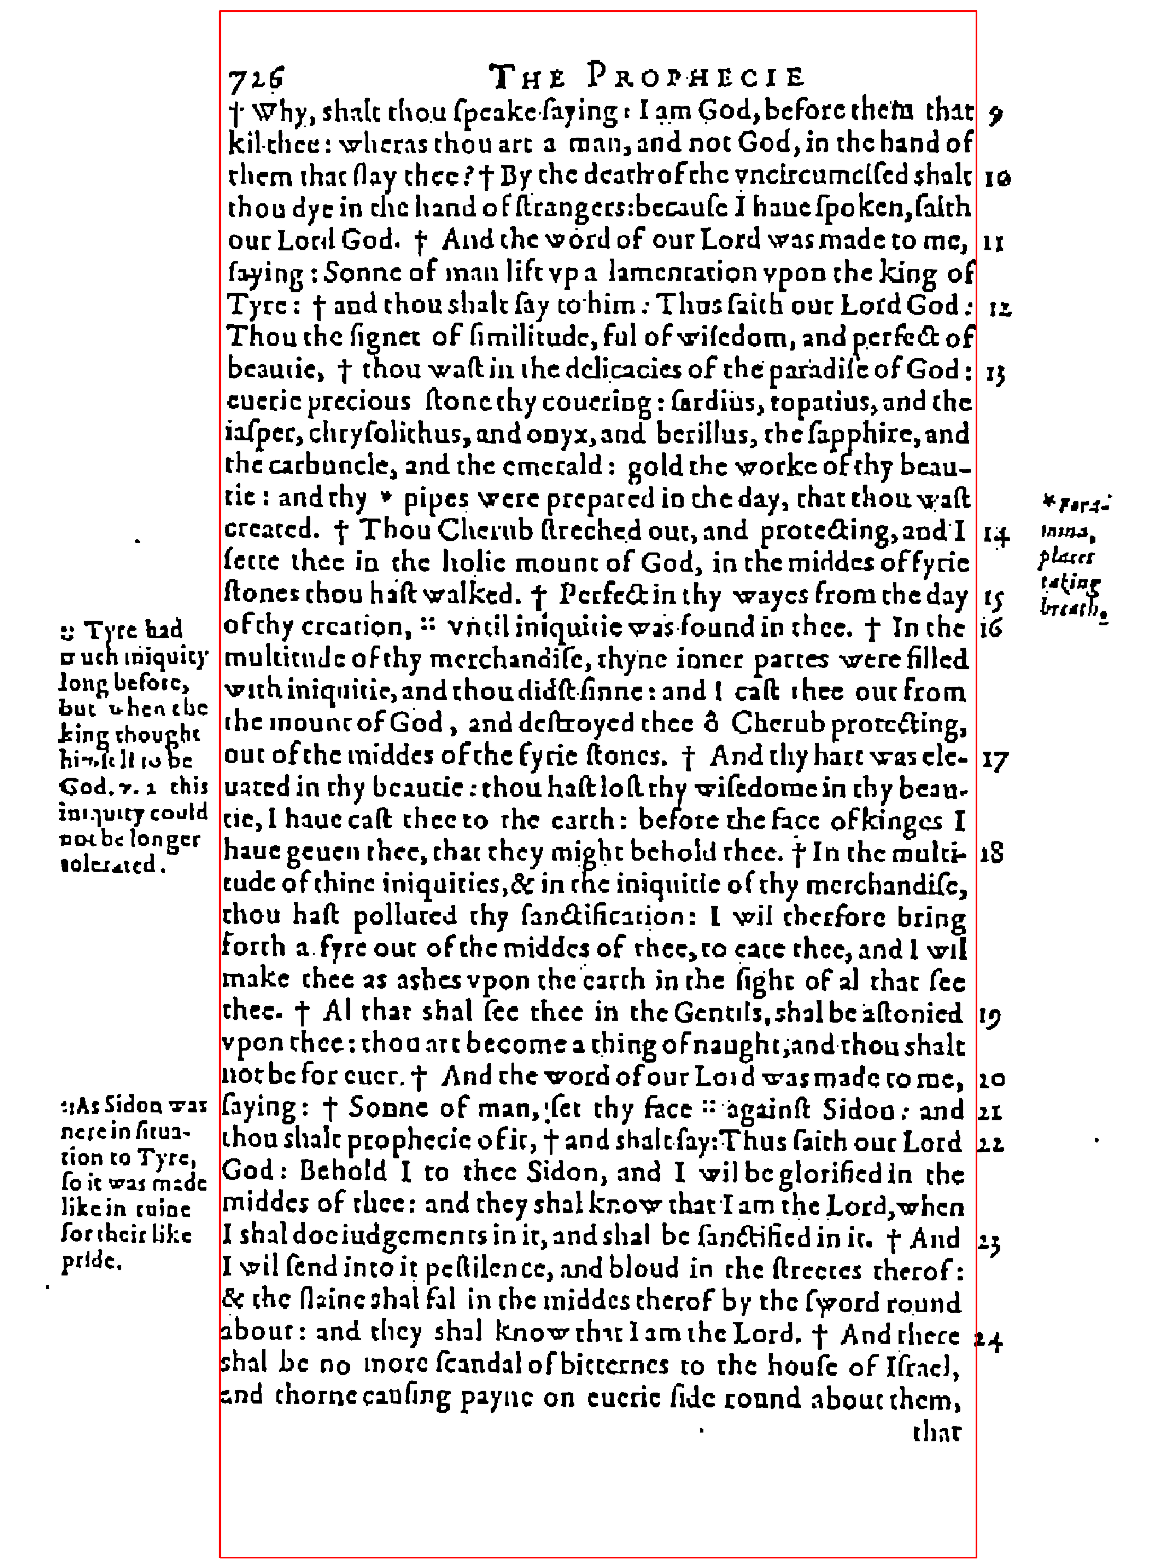 726 THE PROPHECIE
† Why, shalt thou ſpeake ſaying: I am God, before them that 9
kil thee: wheras thou art a man, and not God, in the hand of
them that ſlay thee? † By the death of the vncircumciſed shalt 10
thou dye in the hand of ſtrangers: becauſe I haue ſpoken, ſaith
our Lord God. † And the word of our Lord was made to me, 11
ſaying: Sonne of man lift vp a lamentation vpon the king of
Tyre: † and thou shalt ſay to him: Thus ſaith our Lord God: 12
Thou the ſignet of ſimilitude, ful of wiſedom, and perfect of
beautie, † thou waſt in the delicacies of the paradiſe of God: 13
euerie precious ſtone thy couering: ſardius, topatius, and the
iaſper, chryſolithus, and onyx, and berillus, the ſapphire, and
the carbuncle, and the emerald: gold the worke of thy beau-
tie: and thy * pipes were prepared in the day, that thou waſt
created. † Thou Cherub ſtreched out, and protecting, and I 14
ſette thee in the holie mount of God, in the middes of fyrie
ſtones thou haſt walked. † Perfect in thy wayes from the day 15
of thy creation, :: vntil iniquitie was found in thee. † In the 16
multitude of thy merchandiſe, thyne inner partes were filled
with iniquitie, and thou didſt ſinne: and I caſt thee out from
the mount of God, and deſtroyed thee ô Cherub protecting,
out of the middes of the fyrie ſtones. † And thy hart was ele- 17
uated in thy beautie: thou haſt loſt thy wiſedome in thy beau-
tie, I haue caſt thee to the earth: before the face of kinges I
haue geuen thee, that they might behold thee. † In the multi- 18
tude of thine iniquities, & in the iniquitie of thy merchandiſe,
thou haſt polluted thy ſanctification: I wil therfore bring
forth a fyre out of the middes of thee, to eate thee, and I wil
make thee as ashes vpon the earth in the ſight of al that ſee
thee. † Al that shal ſee thee in the Gentils, shal be aſtonied 19
vpon thee: thou art become a thing of naught, and thou shalt
not be for euer. † And the word of our Lord was made to me, 20
ſaying: † Sonne of man, ſet thy face :: againſt Sidon: and 21
thou shalt prophecie of it, † and shalt ſay: Thus ſaith our Lord 22
God: Behold I to thee Sidon, and I wil be glorified in the
middes of thee: and they shal know that I am the Lord, when
I shal doe iudgements in it, and shal be ſanctified in it. † And 23
I wil ſend into it peſtilence, and bloud in the ſtreetes therof:
& the ſlaine shal fal in the middes therof by the ſword round
about: and they shal know that I am the Lord. † And there 24
shal be no more ſcandal of bitternes to the houſe of Iſrael,
and thorne cauſing payne on euerie ſide round about them,
that
:: Tyre had
much iniquity
long before,
but when the
king thought
himſelf to be
God. v. 2 this
iniquity could
not be longer
tolerated.
:: As Sidon was
nere in ſitua-
tion to Tyre,
ſo it was made
like in ruine
for their like
pride.
* Fora-
mina,
places
taking
breath.